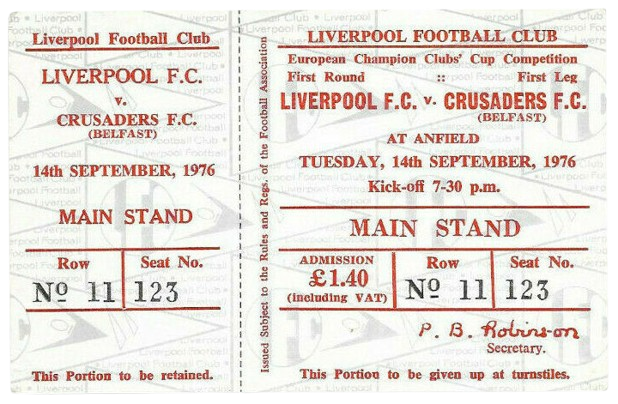 Liverpool Football Club
LIVERPOOL F.C.
v.
CRUSADERS F.C.
(BELFAST)
14th SEPTEMBER, 1976
MAIN STAND
Row Seat No.
Nº 11 123
This Portion to be retained.
Issued Subject to the Rules and Regs. of the Football Association
LIVERPOOL FOOTBALL CLUB
European Champion Clubs' Cup Competition
First Round :: First Leg
LIVERPOOL F.C. v. CRUSADERS F.C.
(BELFAST)
AT ANFIELD
TUESDAY, 14th SEPTEMBER, 1976
Kick-off 7-30 p.m.
MAIN STAND
ADMISSION
£1.40
(including VAT)
Row Seat No.
Nº 11 123
P. B. Robinson
Secretary.
This Portion to be given up at turnstiles.